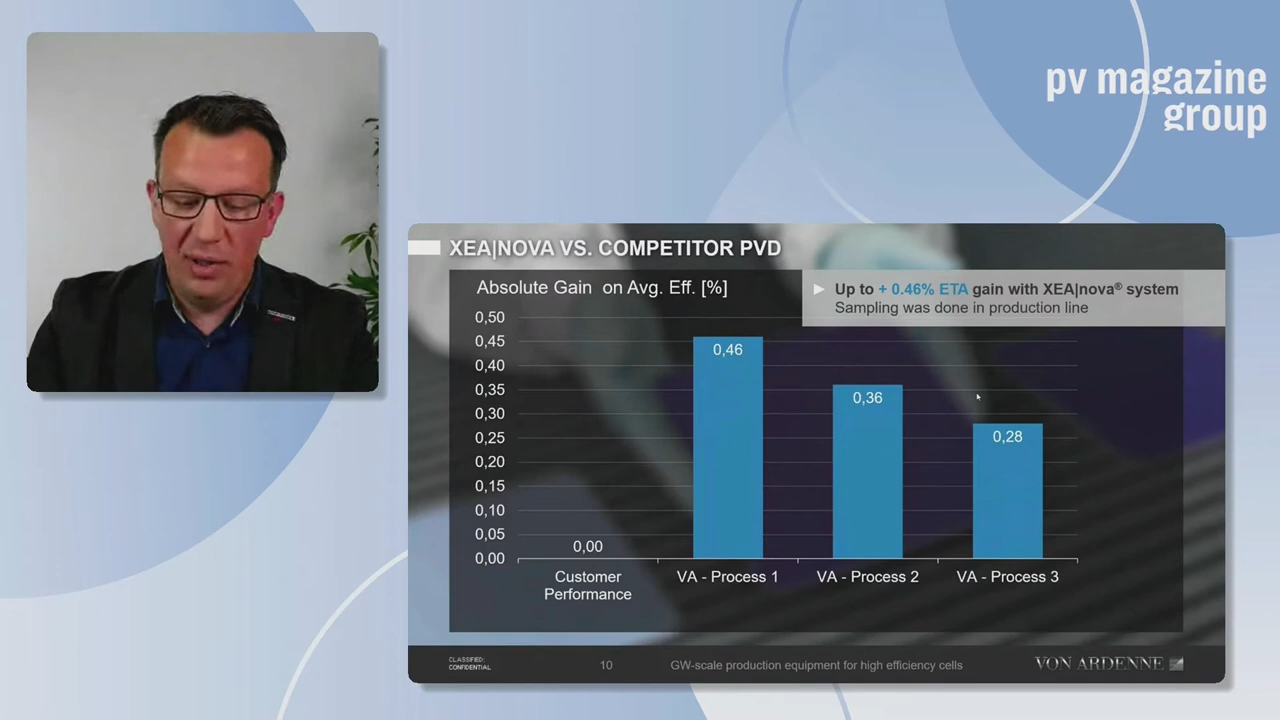 pv magazine
group
XEA|NOVA VS. COMPETITOR PVD
Absolute Gain on Avg. Eff. [%]
Up to + 0.46% ETA gain with XEA|nova® system
Sampling was done in production line
0,50
0,45
0,40
0,35
0,30
0,25
0,20
0,15
0,10
0,05
0,00
0,00
0,46
0,36
0,28
Customer
Performance
VA - Process 1
VA - Process 2
VA - Process 3
CLASSIFIED:
CONFIDENTIAL
10
GW-scale production equipment for high efficiency cells
VON ARDENNE